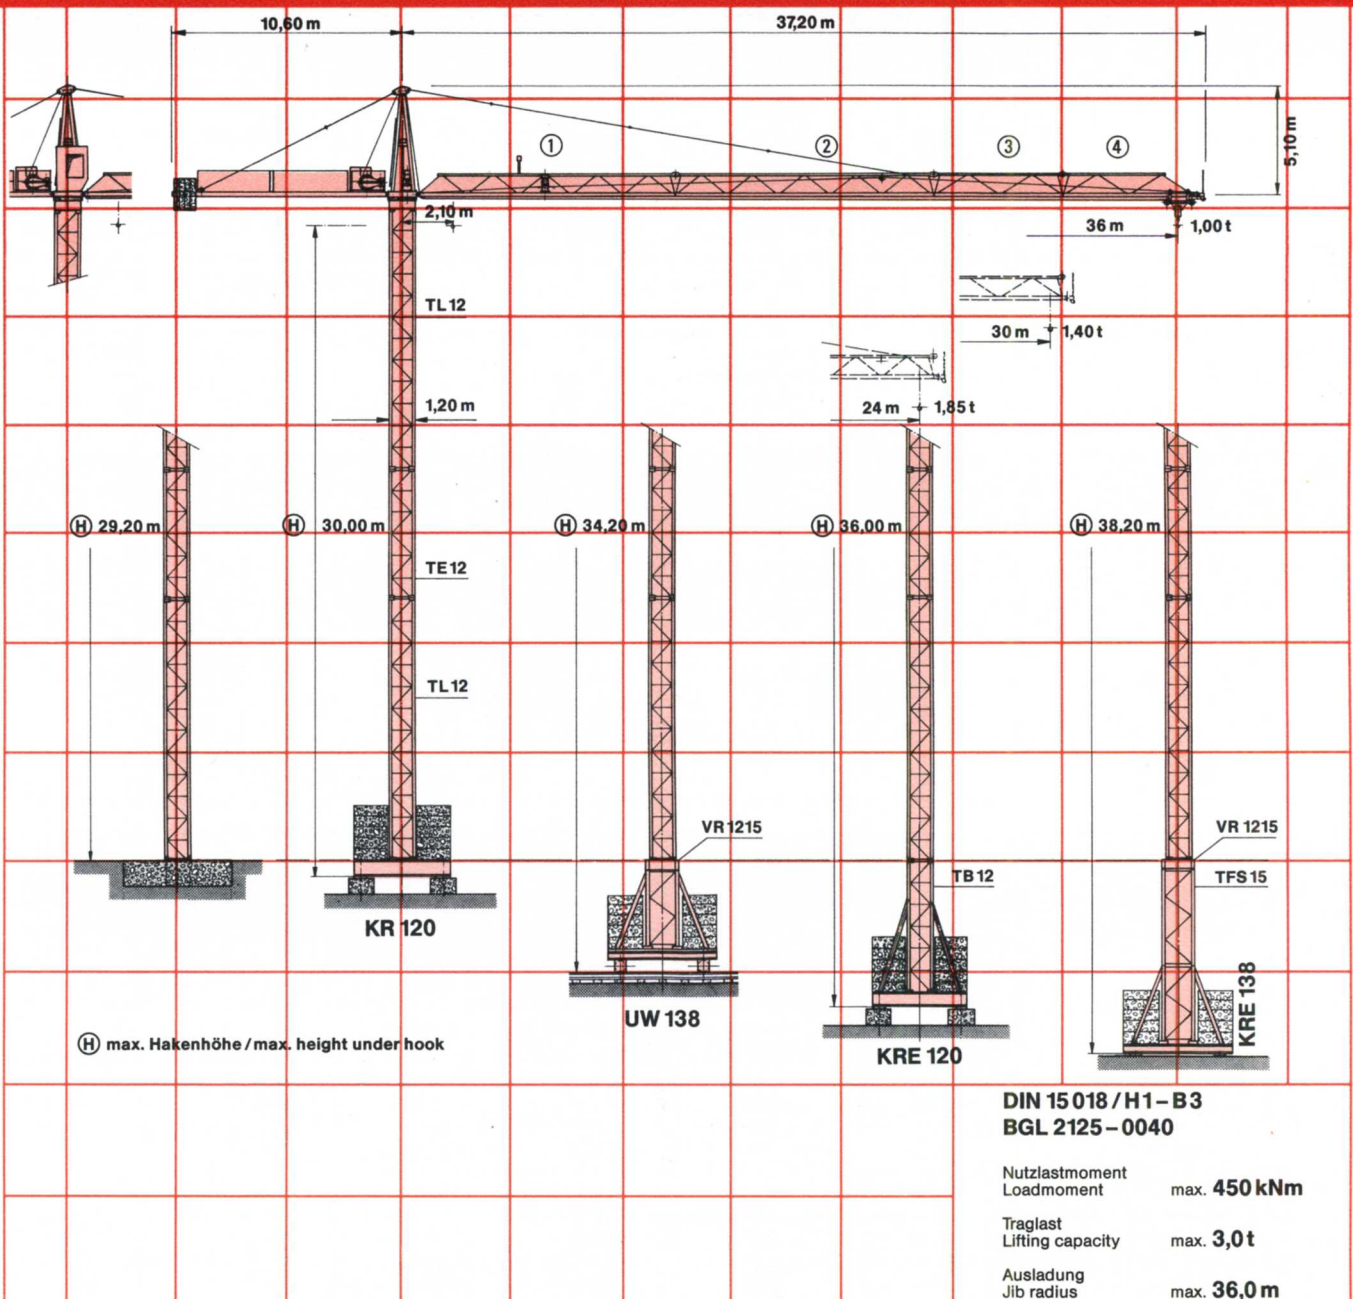 10,60 m
37,20 m
5,10 m
① ② ③ ④
2,10 m
36 m 1,00 t
TL 12
30 m 1,40 t
1,20 m
24 m 1,85 t
Ⓗ 29,20 m
Ⓗ 30,00 m
Ⓗ 34,20 m
Ⓗ 36,00 m
Ⓗ 38,20 m
TE 12
TL 12
VR 1215
VR 1215
TB 12
TFS 15
KR 120
UW 138
KRE 120
KRE 138
Ⓗ max. Hakenhöhe / max. height under hook
DIN 15 018 / H1 – B 3
BGL 2125 – 0040
Nutzlastmoment
Loadmoment max. 450 kNm
Traglast
Lifting capacity max. 3,0 t
Ausladung
Jib radius max. 36,0 m